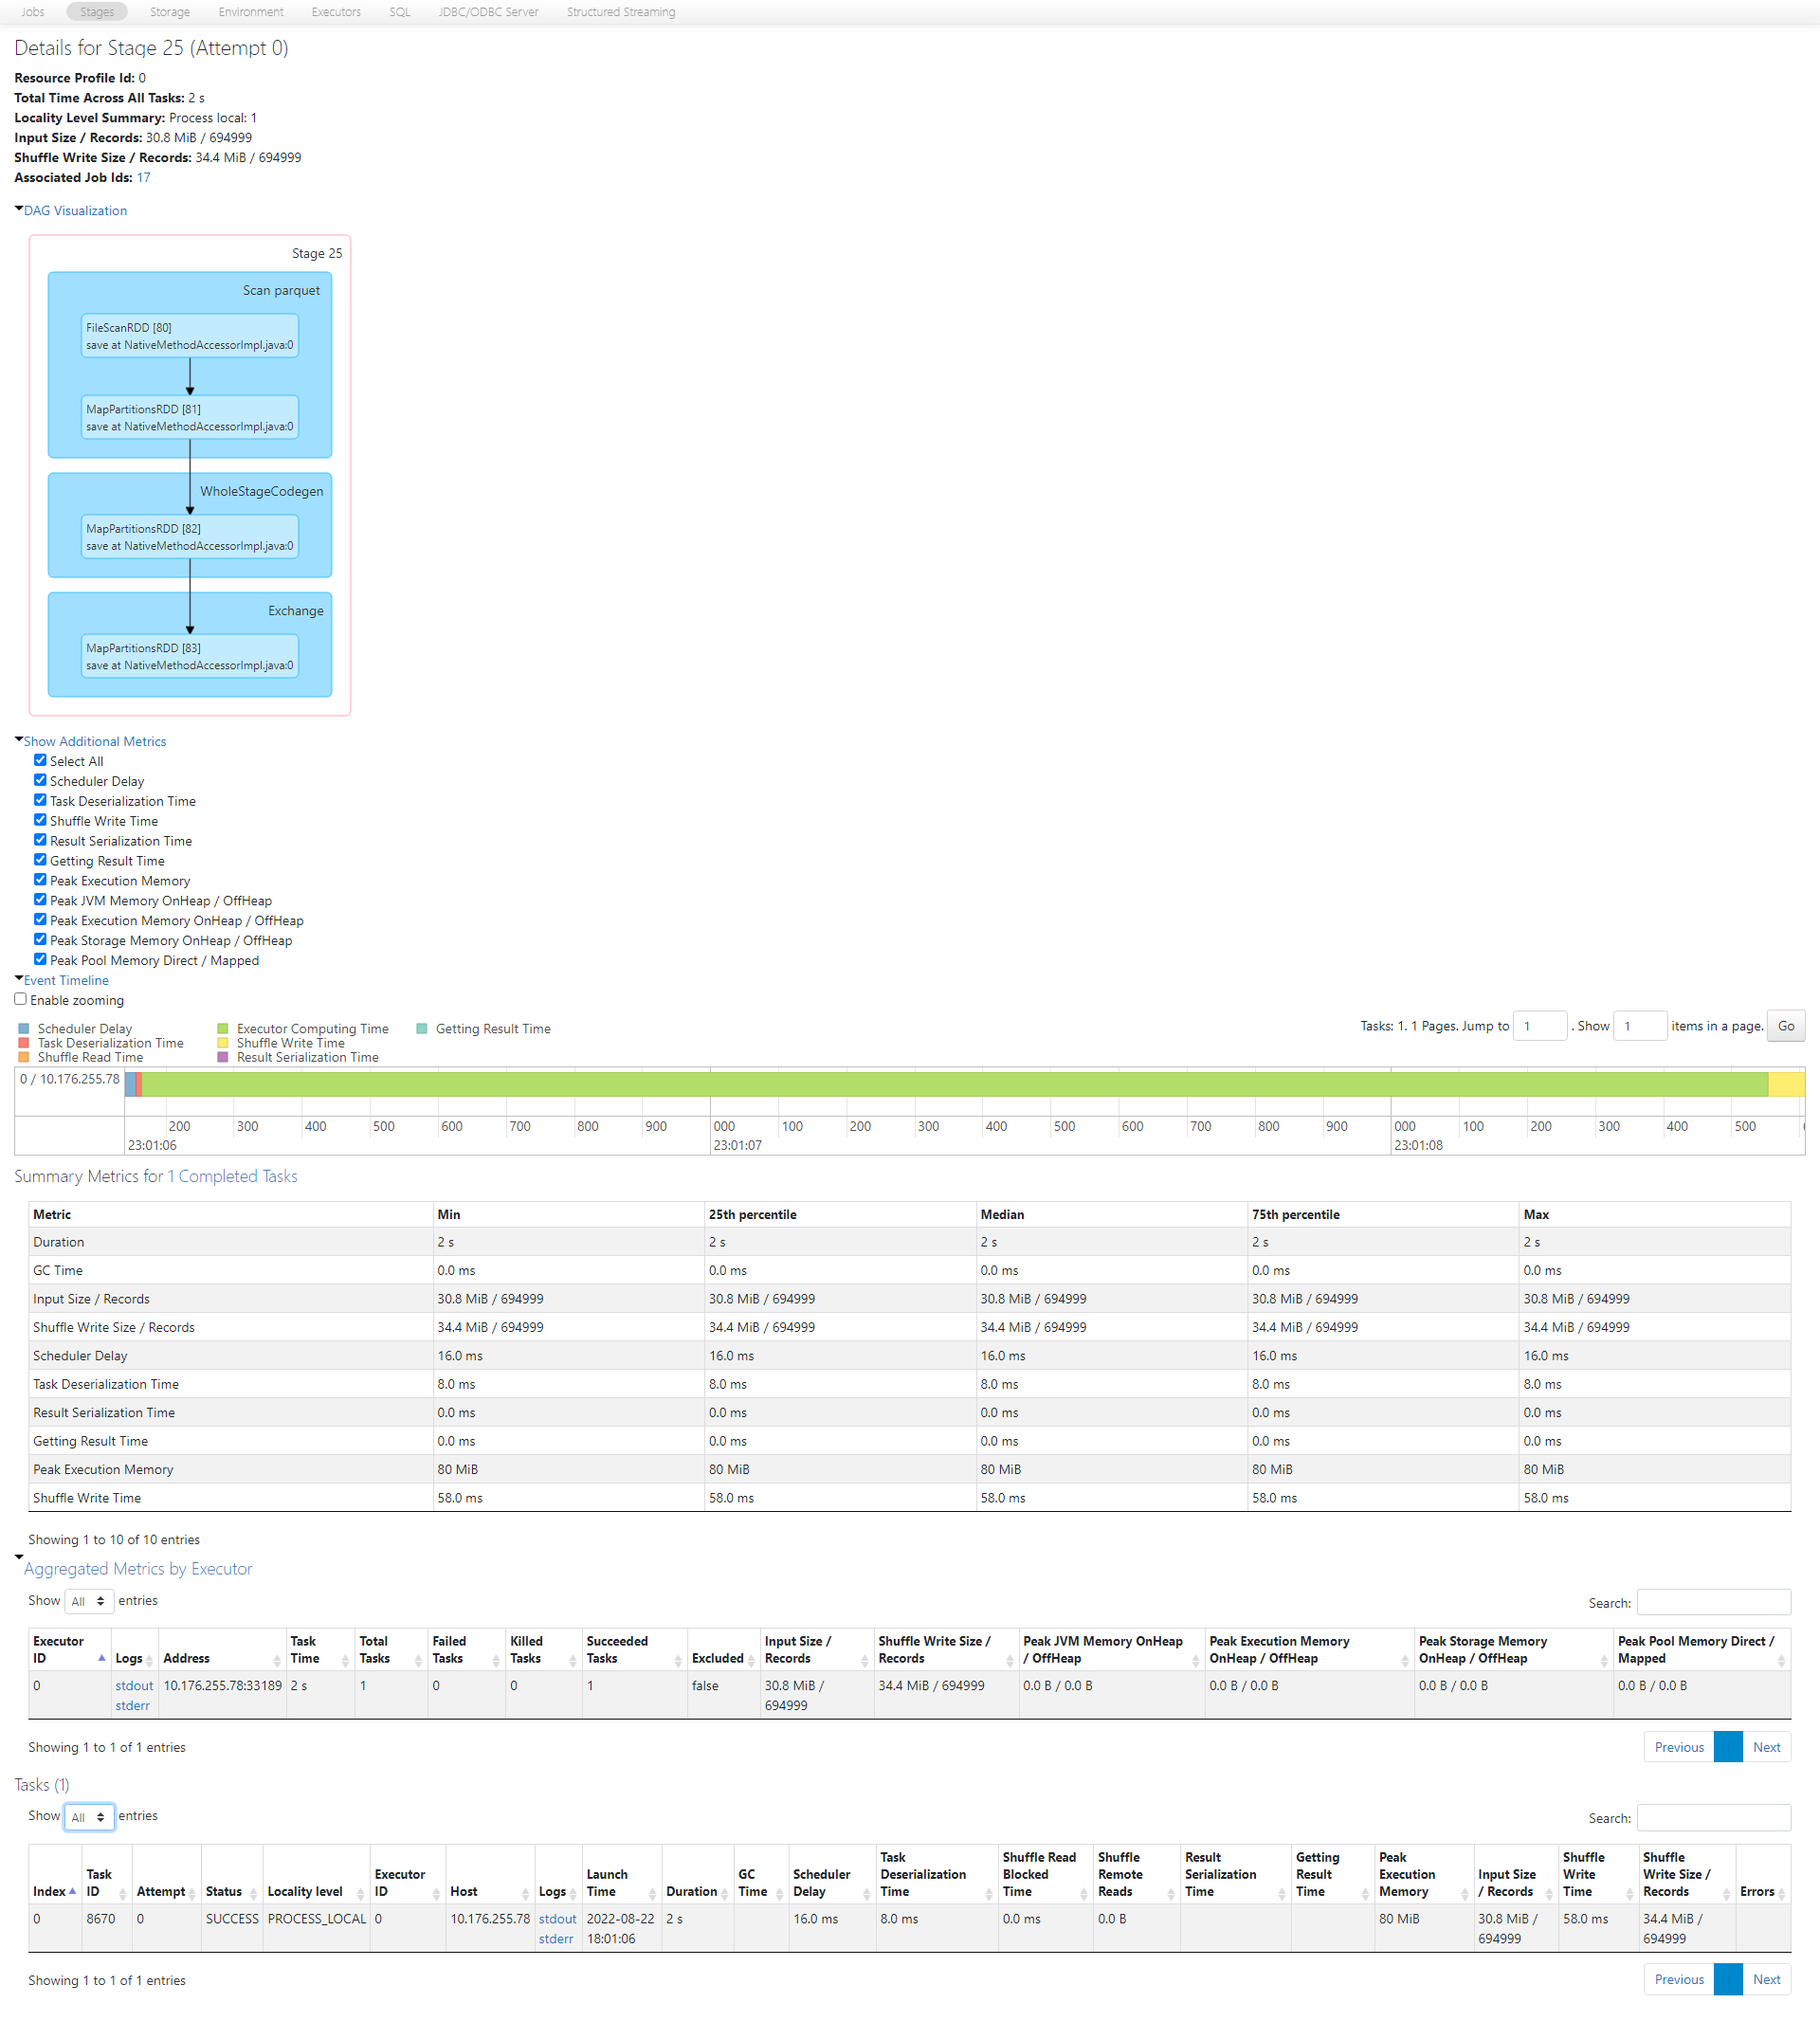 Jobs Stages Storage Environment Executors SQL JDBC/ODBC Server Structured Streaming
Details for Stage 25 (Attempt 0)
Resource Profile Id: 0
Total Time Across All Tasks: 2 s
Locality Level Summary: Process local: 1
Input Size / Records: 30.8 MiB / 694999
Shuffle Write Size / Records: 34.4 MiB / 694999
Associated Job Ids: 17
DAG Visualization
Stage 25
Scan parquet
FileScanRDD [80]
save at NativeMethodAccessorImpl.java:0
MapPartitionsRDD [81]
save at NativeMethodAccessorImpl.java:0
WholeStageCodegen
MapPartitionsRDD [82]
save at NativeMethodAccessorImpl.java:0
Exchange
MapPartitionsRDD [83]
save at NativeMethodAccessorImpl.java:0
Show Additional Metrics
Select All
Scheduler Delay
Task Deserialization Time
Shuffle Write Time
Result Serialization Time
Getting Result Time
Peak Execution Memory
Peak JVM Memory OnHeap / OffHeap
Peak Execution Memory OnHeap / OffHeap
Peak Storage Memory OnHeap / OffHeap
Peak Pool Memory Direct / Mapped
Event Timeline
Enable zooming
Scheduler Delay Executor Computing Time Getting Result Time
Task Deserialization Time Shuffle Write Time
Shuffle Read Time Result Serialization Time
Tasks: 1. 1 Pages. Jump to 1 . Show 1 items in a page. Go
0 / 10.176.255.78
200 300 400 500 600 700 800 900 000 100 200 300 400 500 600 700 800 900 000 100 200 300 400 500
23:01:06 23:01:07 23:01:08
Summary Metrics for 1 Completed Tasks
Metric Min 25th percentile Median 75th percentile Max
Duration 2 s 2 s 2 s 2 s 2 s
GC Time 0.0 ms 0.0 ms 0.0 ms 0.0 ms 0.0 ms
Input Size / Records 30.8 MiB / 694999 30.8 MiB / 694999 30.8 MiB / 694999 30.8 MiB / 694999 30.8 MiB / 694999
Shuffle Write Size / Records 34.4 MiB / 694999 34.4 MiB / 694999 34.4 MiB / 694999 34.4 MiB / 694999 34.4 MiB / 694999
Scheduler Delay 16.0 ms 16.0 ms 16.0 ms 16.0 ms 16.0 ms
Task Deserialization Time 8.0 ms 8.0 ms 8.0 ms 8.0 ms 8.0 ms
Result Serialization Time 0.0 ms 0.0 ms 0.0 ms 0.0 ms 0.0 ms
Getting Result Time 0.0 ms 0.0 ms 0.0 ms 0.0 ms 0.0 ms
Peak Execution Memory 80 MiB 80 MiB 80 MiB 80 MiB 80 MiB
Shuffle Write Time 58.0 ms 58.0 ms 58.0 ms 58.0 ms 58.0 ms
Showing 1 to 10 of 10 entries
Aggregated Metrics by Executor
Show All entries Search:
Executor ID Logs Address Task Time Total Tasks Failed Tasks Killed Tasks Succeeded Tasks Excluded Input Size / Records Shuffle Write Size / Records Peak JVM Memory OnHeap / OffHeap Peak Execution Memory OnHeap / OffHeap Peak Storage Memory OnHeap / OffHeap Peak Pool Memory Direct / Mapped
0 stdout stderr 10.176.255.78:33189 2 s 1 0 0 1 false 30.8 MiB / 694999 34.4 MiB / 694999 0.0 B / 0.0 B 0.0 B / 0.0 B 0.0 B / 0.0 B 0.0 B / 0.0 B
Showing 1 to 1 of 1 entries Previous Next
Tasks (1)
Show All entries Search:
Index Task ID Attempt Status Locality level Executor ID Host Logs Launch Time Duration GC Time Scheduler Delay Task Deserialization Time Shuffle Read Blocked Time Shuffle Remote Reads Result Serialization Time Getting Result Time Peak Execution Memory Input Size / Records Shuffle Write Time Shuffle Write Size / Records Errors
0 8670 0 SUCCESS PROCESS_LOCAL 0 10.176.255.78 stdout stderr 2022-08-22 18:01:06 2 s 16.0 ms 8.0 ms 0.0 ms 0.0 B 80 MiB 30.8 MiB / 694999 58.0 ms 34.4 MiB / 694999
Showing 1 to 1 of 1 entries Previous Next